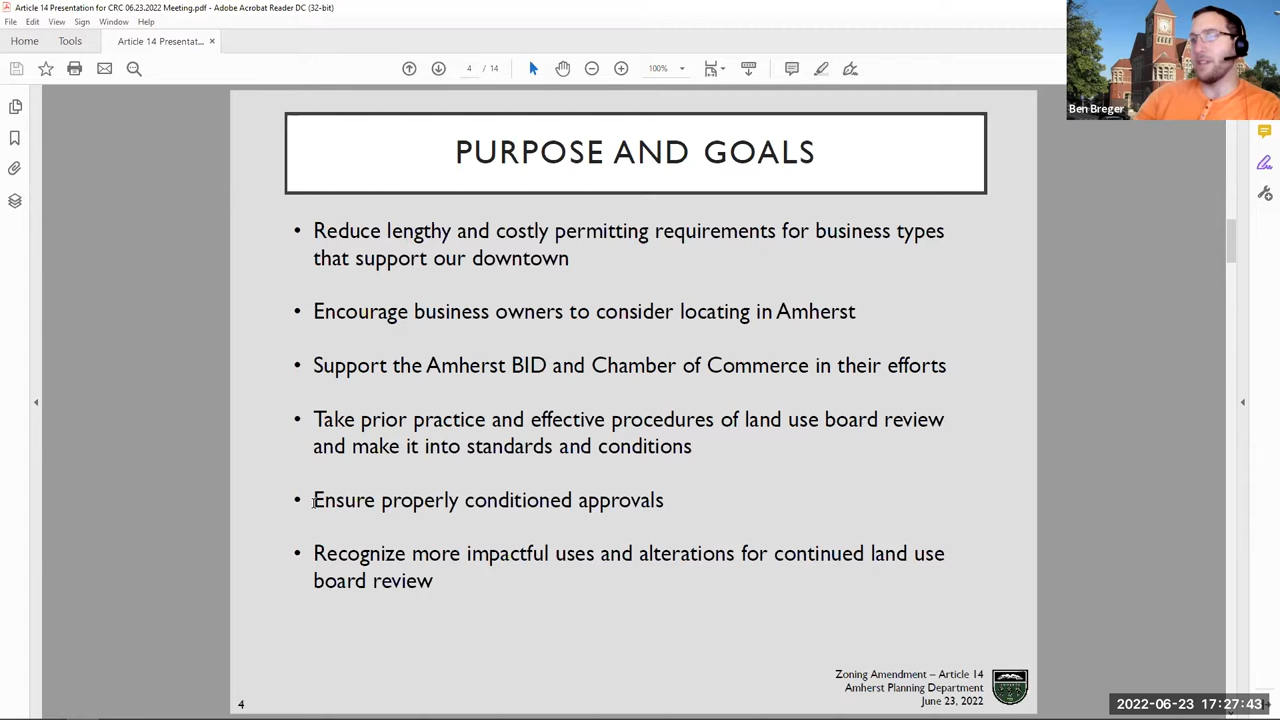 Article 14 Presentation for CRC 06.23.2022 Meeting.pdf - Adobe Acrobat Reader DC (32-bit)
File Edit View Sign Window Help
Home Tools Article 14 Presentat... ×
/ 14 100%
Ben Breger
PURPOSE AND GOALS
• Reduce lengthy and costly permitting requirements for business types
that support our downtown
• Encourage business owners to consider locating in Amherst
• Support the Amherst BID and Chamber of Commerce in their efforts
• Take prior practice and effective procedures of land use board review
and make it into standards and conditions
• Ensure properly conditioned approvals
• Recognize more impactful uses and alterations for continued land use
board review
Zoning Amendment – Article 14
Amherst Planning Department
June 23, 2022
4
2022-06-23 17:27:43